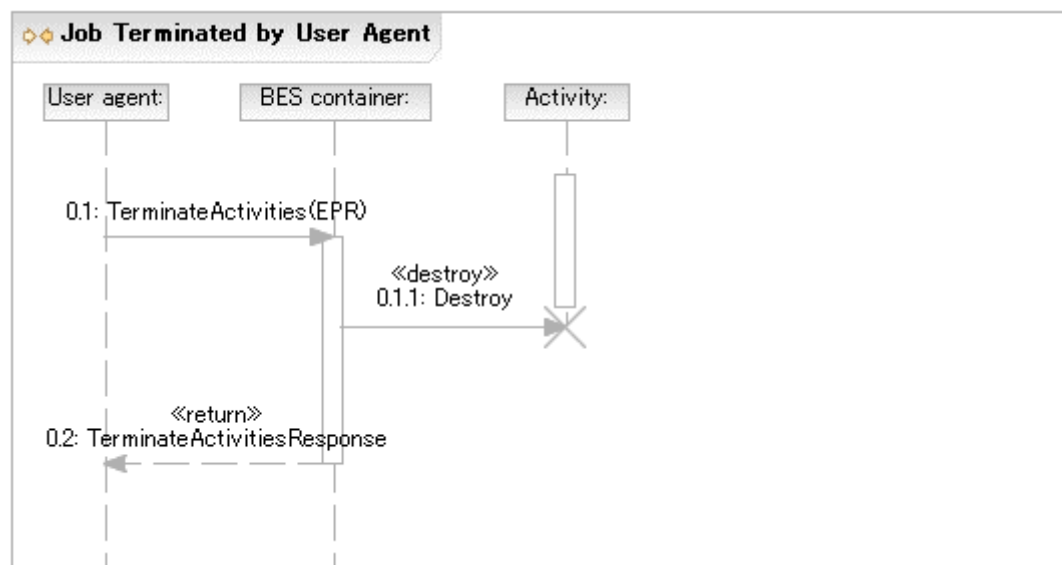 Job Terminated by User Agent
User agent:
BES container:
Activity:
0.1: TerminateActivities(EPR)
≪destroy≫
0.1.1: Destroy
≪return≫
0.2: TerminateActivitiesResponse